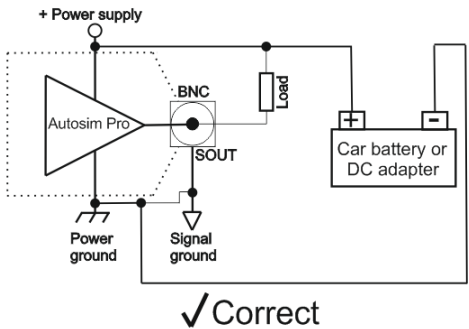 + Power supply
BNC
Load
Autosim Pro
SOUT
+
-
Car battery or
DC adapter
Power
ground
Signal
ground
✓ Correct